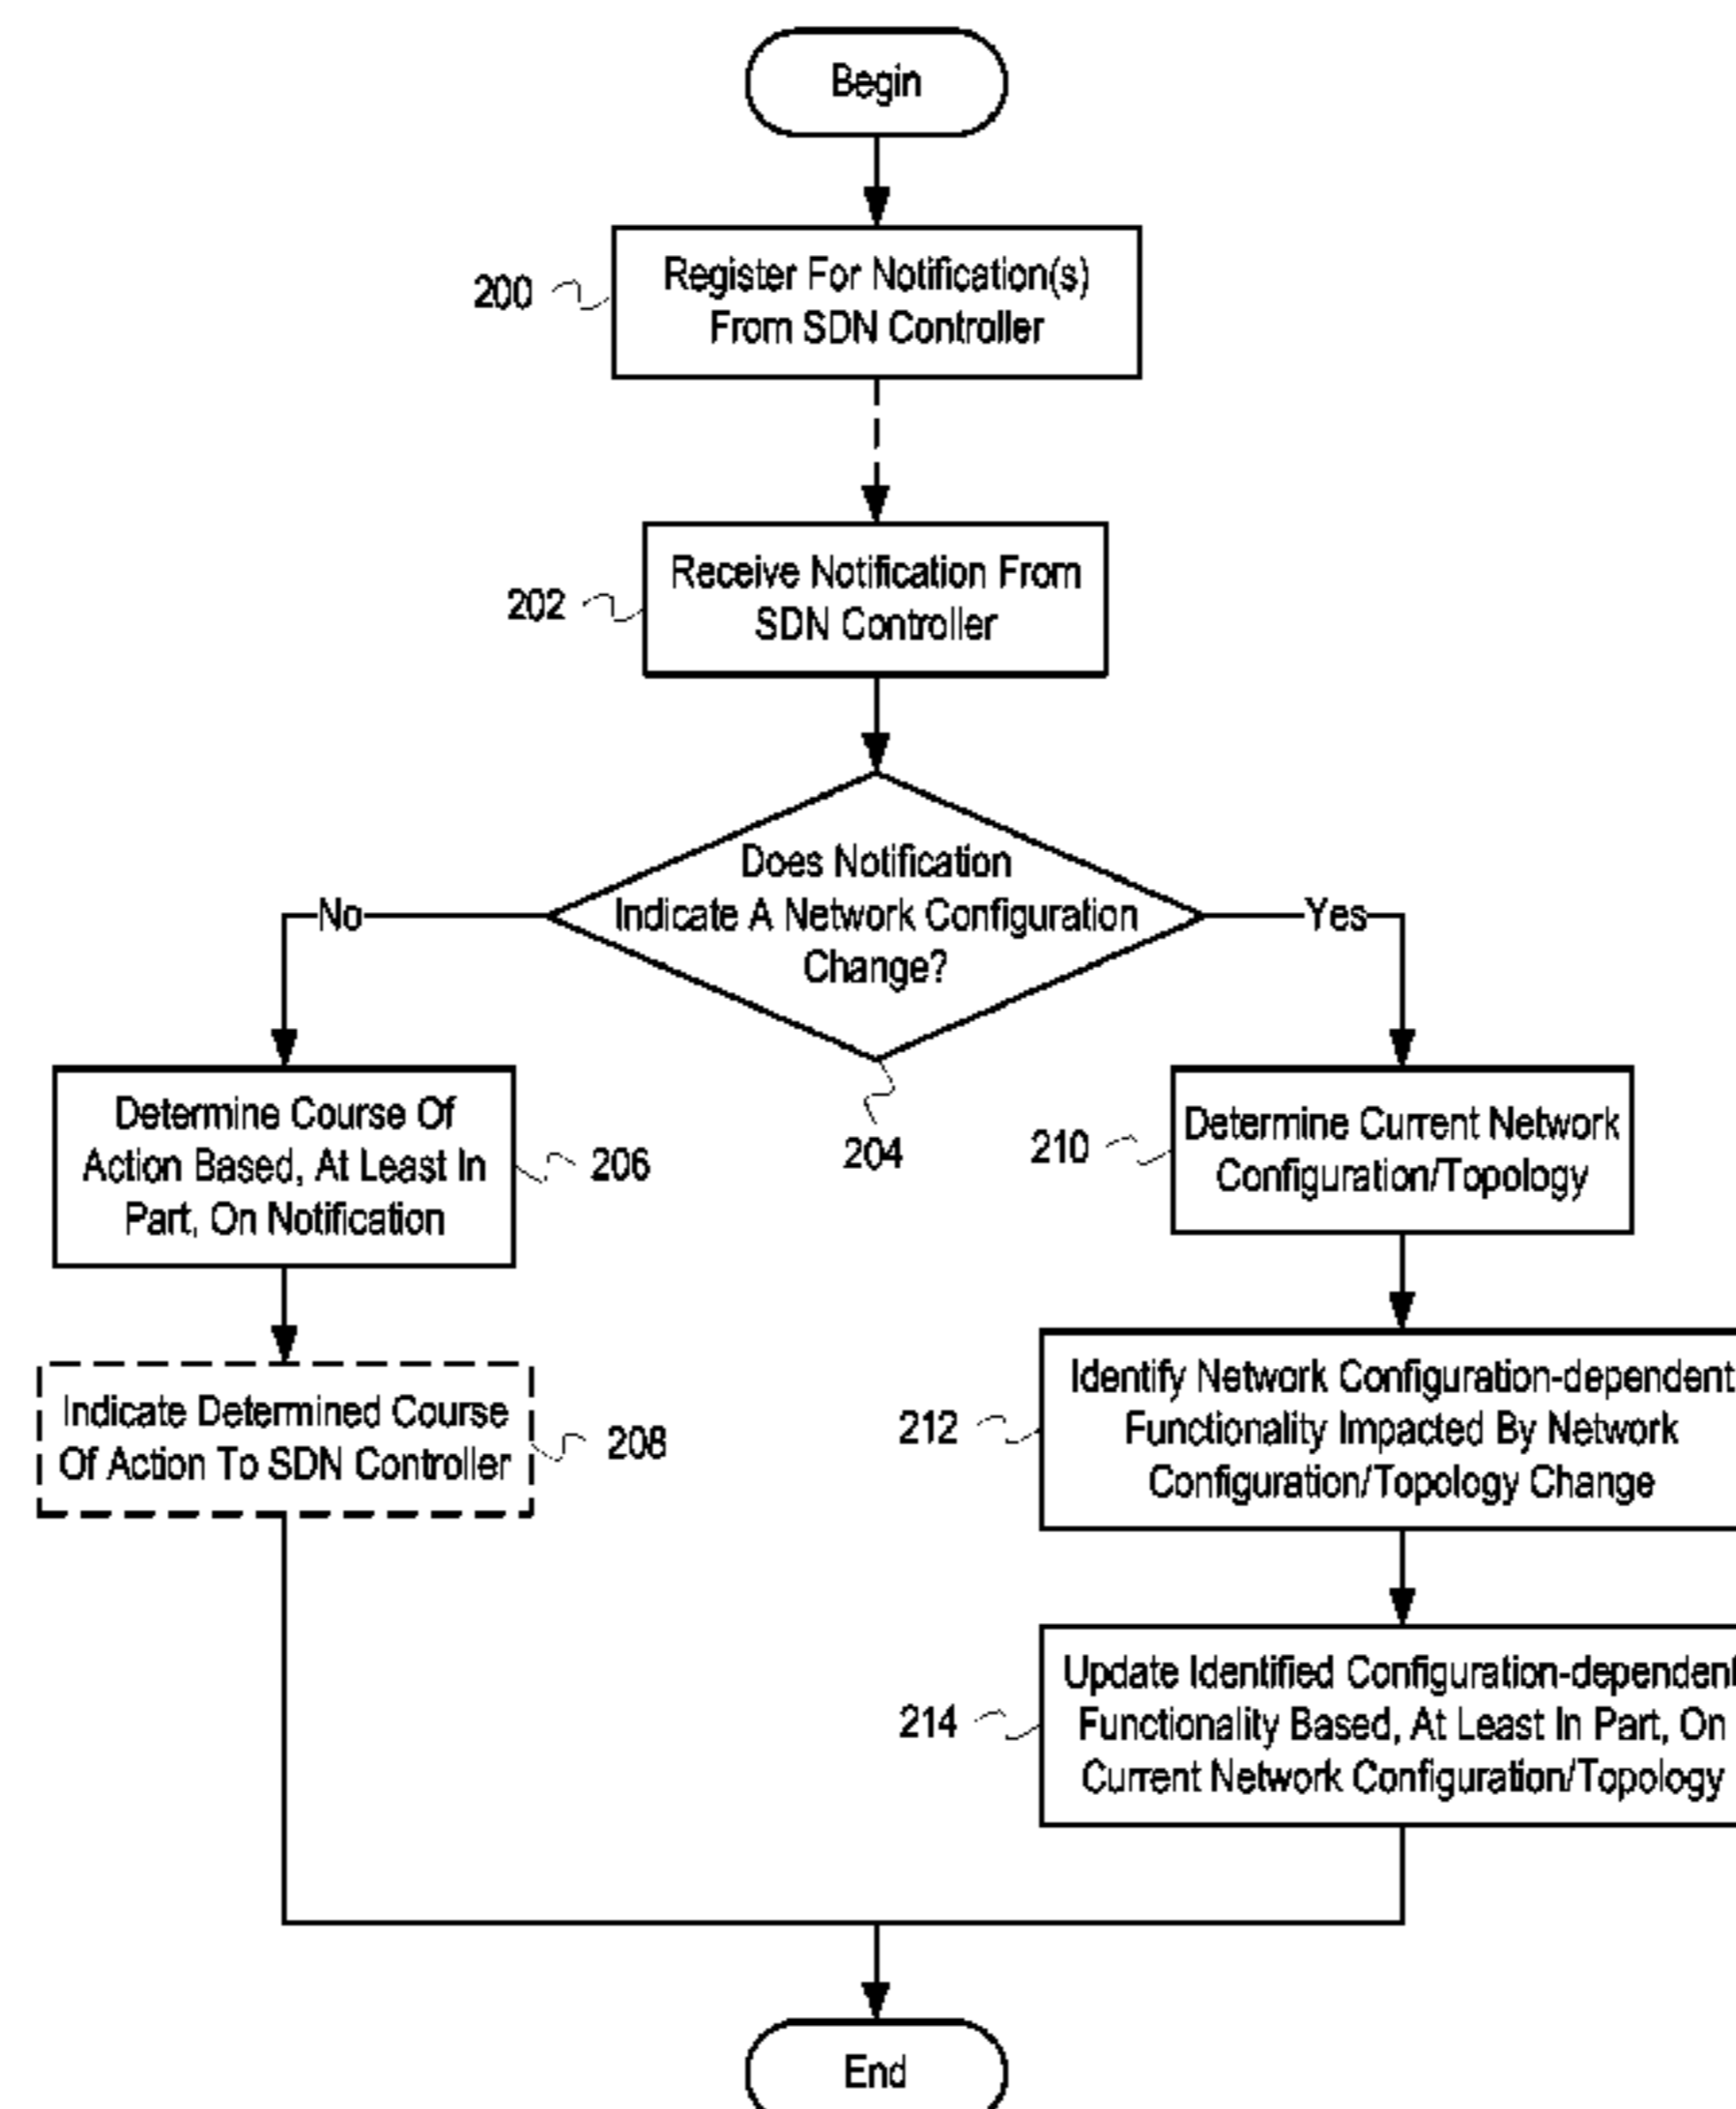 Begin
200
Register For Notification(s)
From SDN Controller
202
Receive Notification From
SDN Controller
Does Notification
Indicate A Network Configuration
Change?
No
Yes
204
Determine Course Of
Action Based, At Least In
Part, On Notification
206
Indicate Determined Course
Of Action To SDN Controller
208
210
Determine Current Network
Configuration/Topology
212
Identify Network Configuration-dependent
Functionality Impacted By Network
Configuration/Topology Change
214
Update Identified Configuration-dependent
Functionality Based, At Least In Part, On
Current Network Configuration/Topology
End